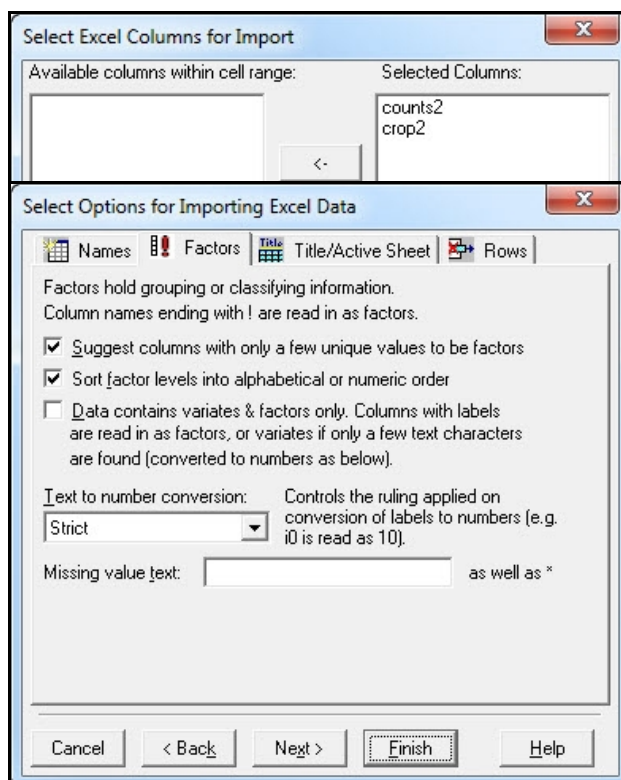 Select Excel Columns for Import
Available columns within cell range:
Selected Columns:
counts2
crop2
<-
Select Options for Importing Excel Data
Names
Factors
Title
Title/Active Sheet
Rows
Factors hold grouping or classifying information.
Column names ending with ! are read in as factors.
Suggest columns with only a few unique values to be factors
Sort factor levels into alphabetical or numeric order
Data contains variates & factors only. Columns with labels
are read in as factors, or variates if only a few text characters
are found (converted to numbers as below).
Text to number conversion:
Strict
Controls the ruling applied on
conversion of labels to numbers (e.g.
i0 is read as 10).
Missing value text:
as well as *
Cancel
< Back
Next >
Finish
Help